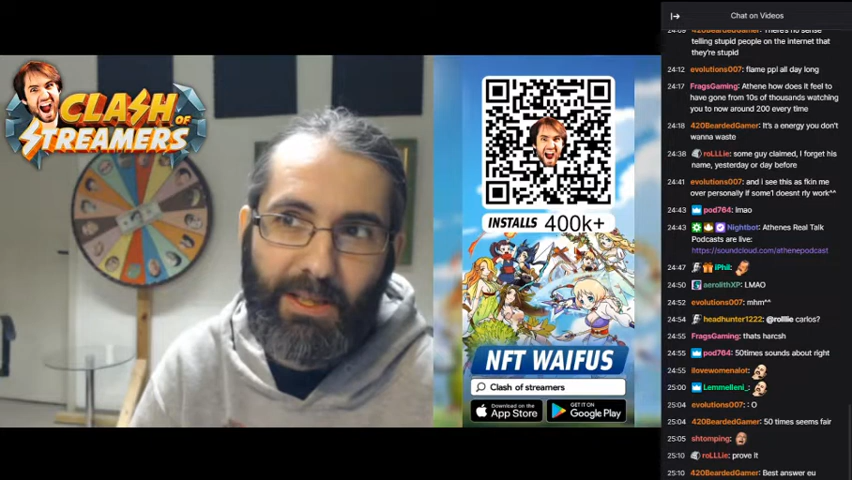 CLASH
OF
STREAMERS
INSTALLS 400k+
NFT WAIFUS
Clash of streamers
Download on the
App Store
GET IT ON
Google Play
Chat on Videos
24:09 420BeardedGamer: There's no sense
telling stupid people on the internet that
they're stupid
24:12 evolutions007: flame ppl all day long
24:17 FragsGaming: Athene how does it feel to
have gone from 10s of thousands watching
you to now around 200 every time
24:18 420BeardedGamer: It's a energy you don't
wanna waste
24:38 roLLLie: some guy claimed, I forget his
name, yesterday or day before
24:41 evolutions007: and i see this as fkin me
over personally if some1 doesnt rly work^^
24:43 pod764: lmao
24:43 Nightbot: Athenes Real Talk
Podcasts are live:
https://soundcloud.com/athenepodcast
24:47 iPhil:
24:50 aerolithXP: LMAO
24:52 evolutions007: mhm^^
24:54 headhunter1222: @rolllie carlos?
24:55 FragsGaming: thats harcsh
24:55 pod764: 50times sounds about right
24:55 ilovewomenalot:
25:00 Lemmelleni_:
25:04 evolutions007: : O
25:04 420BeardedGamer: 50 times seems fair
25:05 shtomping:
25:10 roLLLie: prove it
25:10 420BeardedGamer: Best answer eu